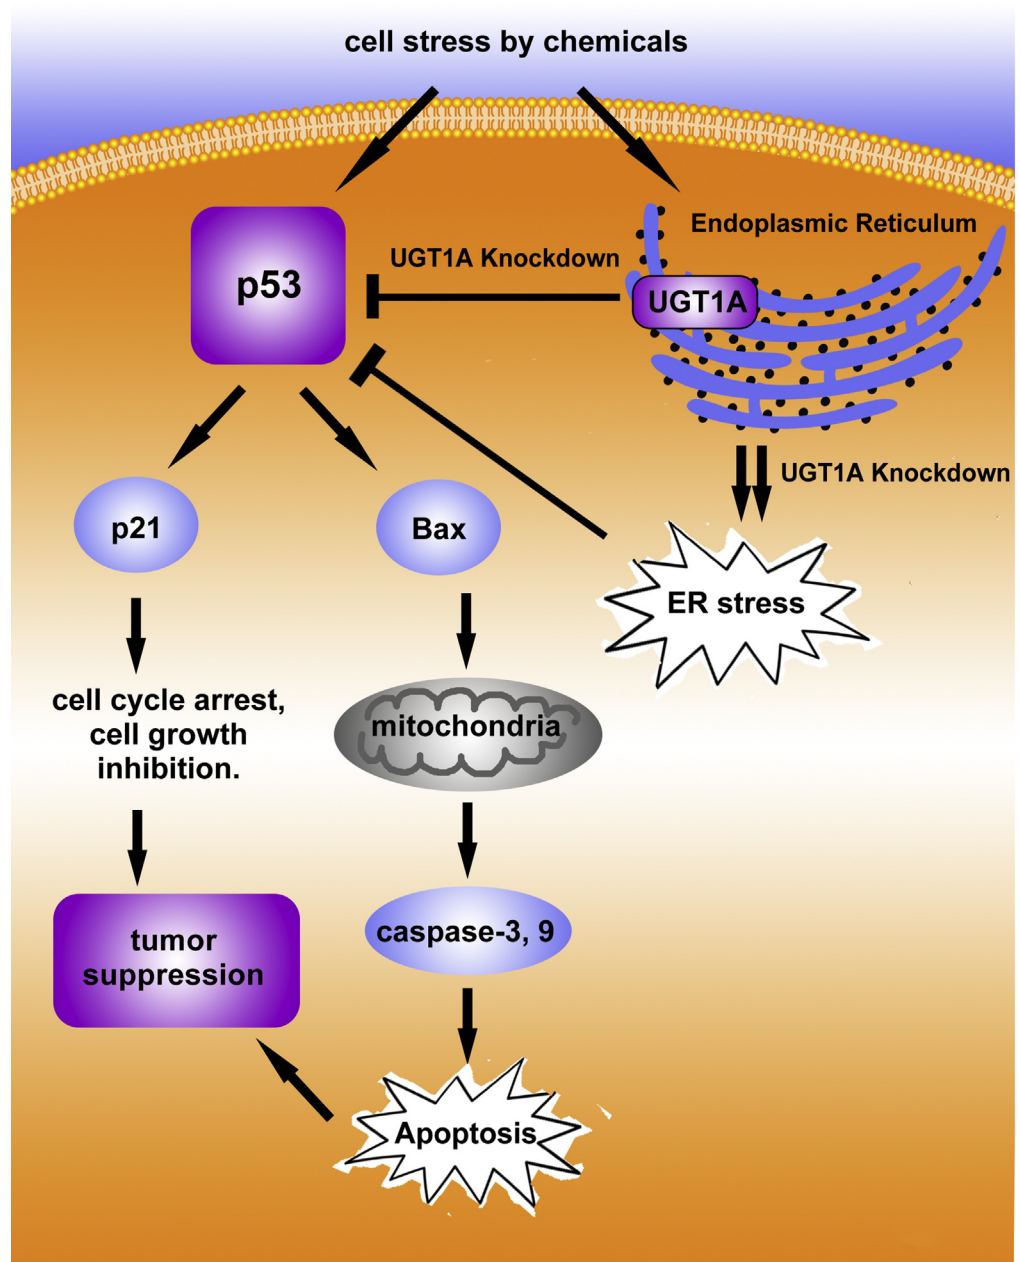 cell stress by chemicals
Endoplasmic Reticulum
UGT1A Knockdown
p53
UGT1A
UGT1A Knockdown
p21
Bax
ER stress
cell cycle arrest,
cell growth
inhibition.
mitochondria
caspase-3, 9
tumor
suppression
Apoptosis